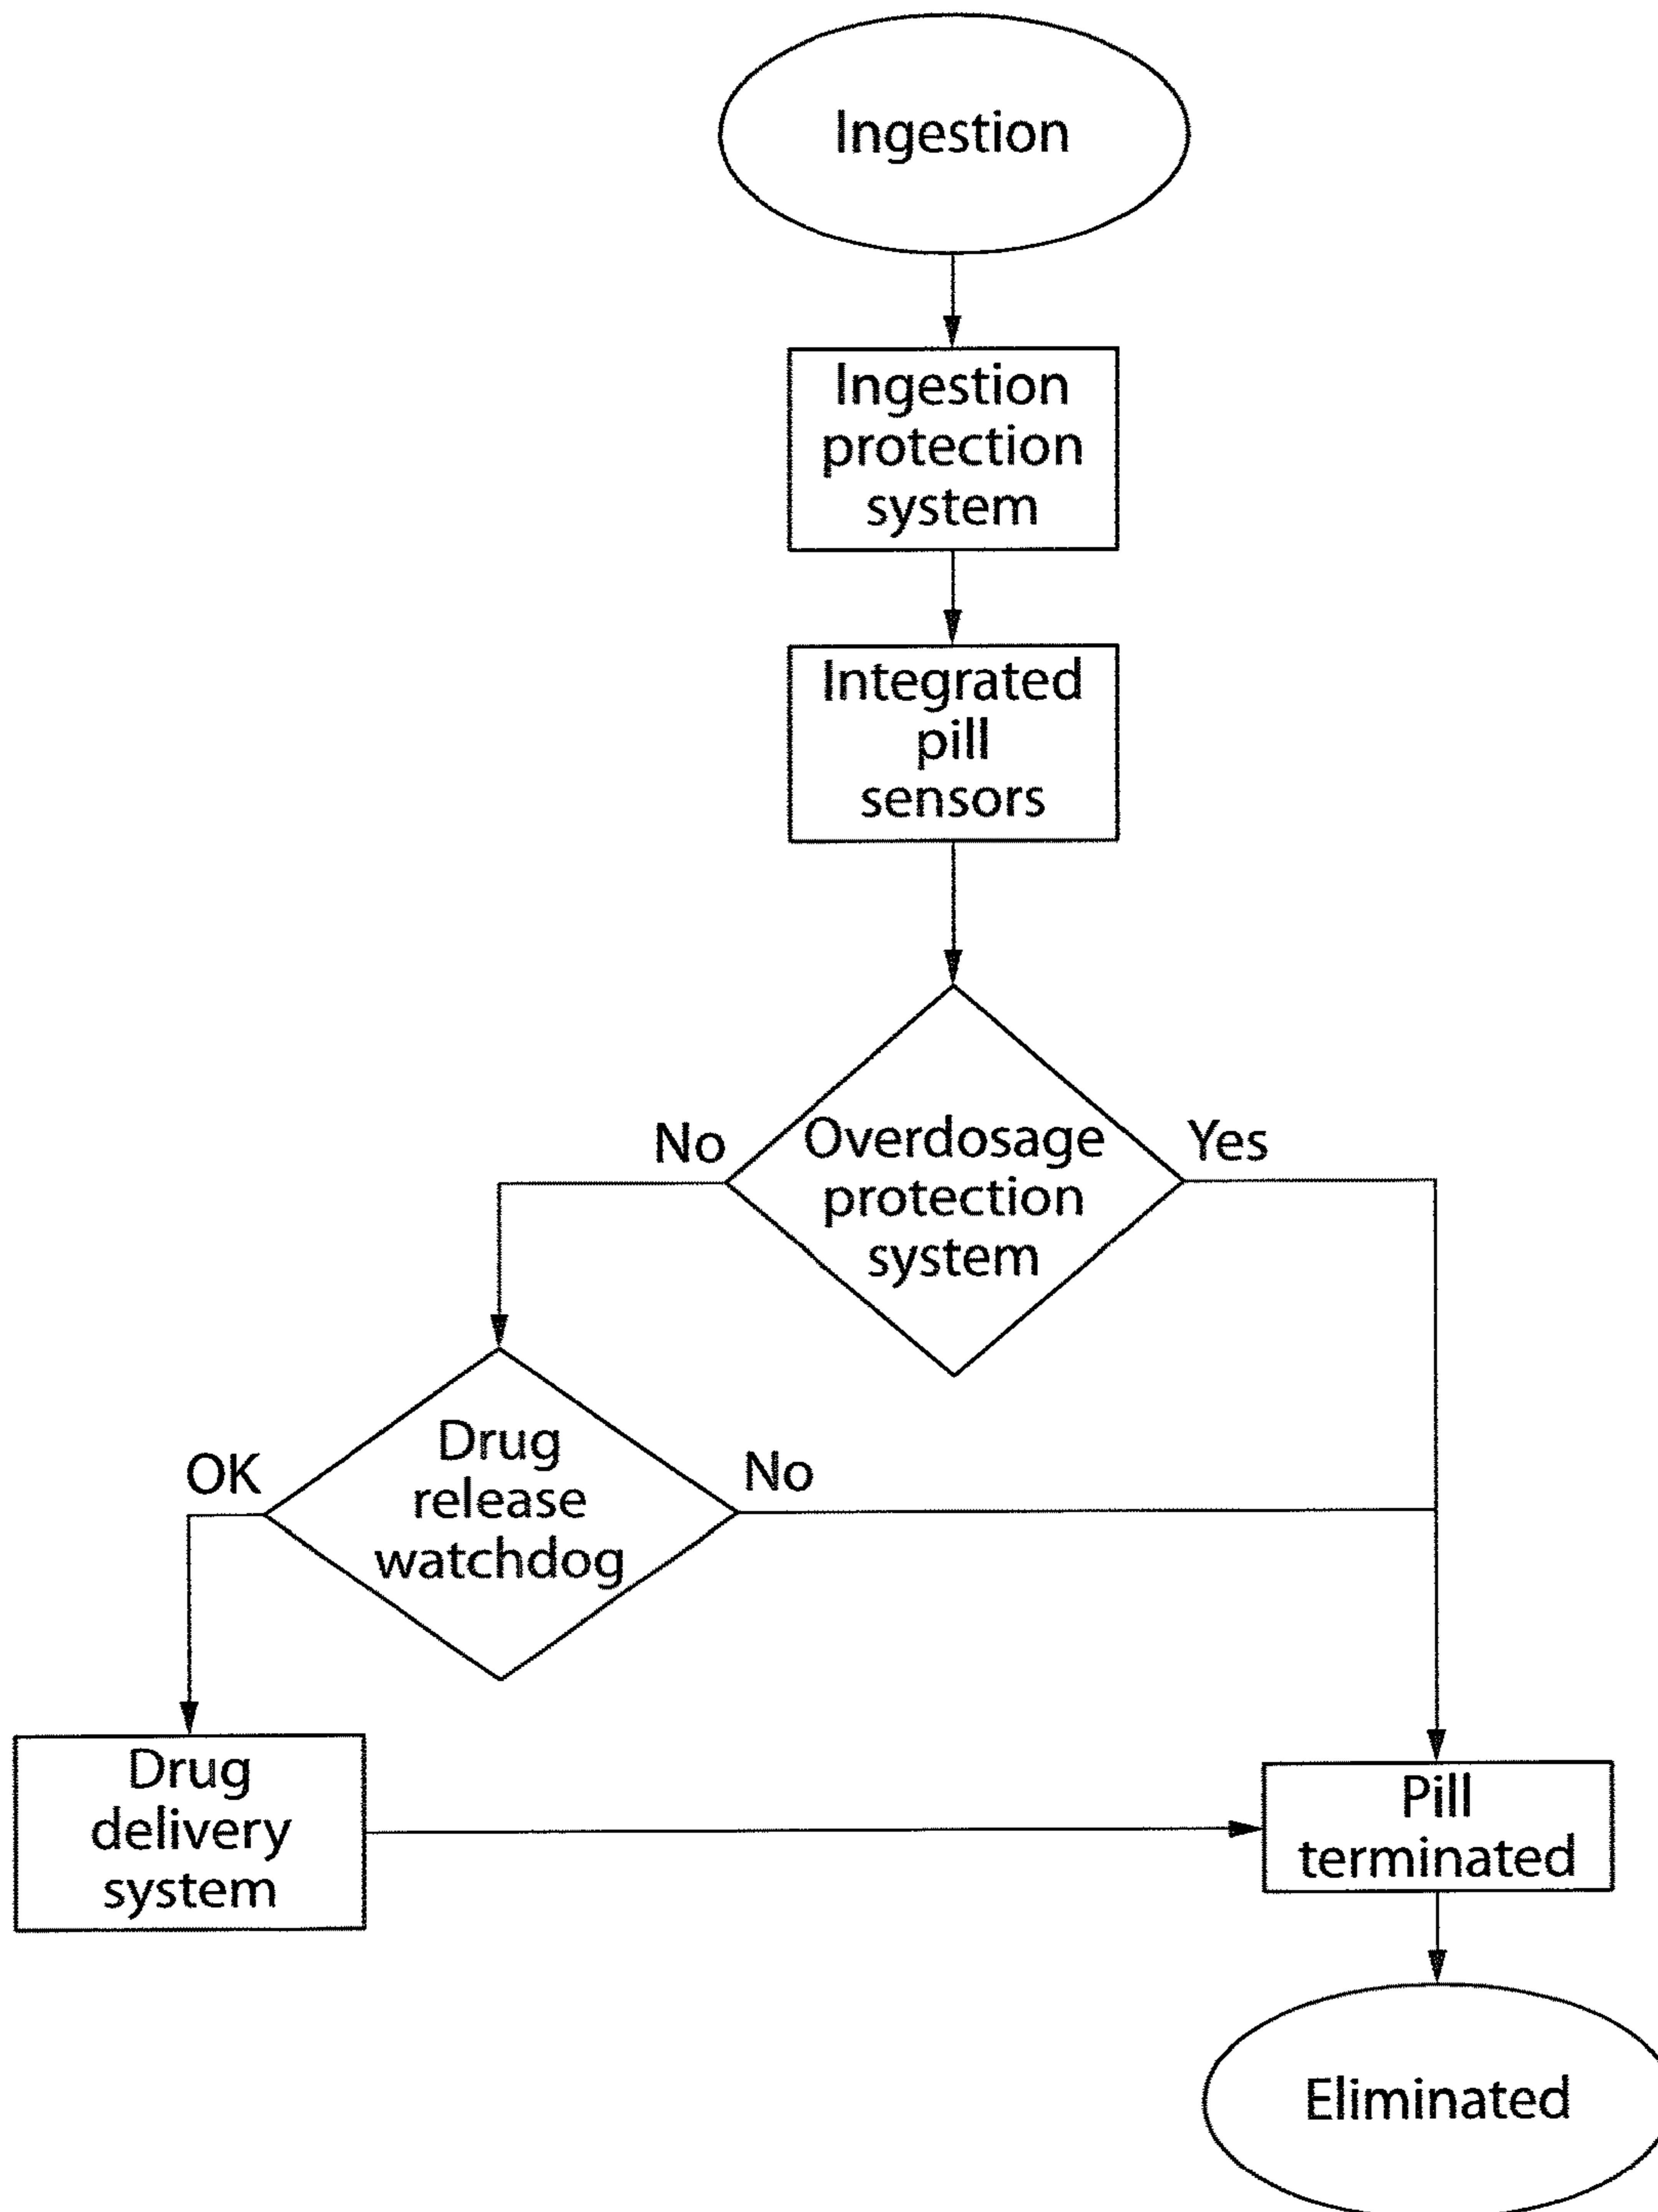 Ingestion
Ingestion
protection
system
Integrated
pill
sensors
No
Overdosage
protection
system
Yes
OK
Drug
release
watchdog
No
Drug
delivery
system
Pill
terminated
Eliminated